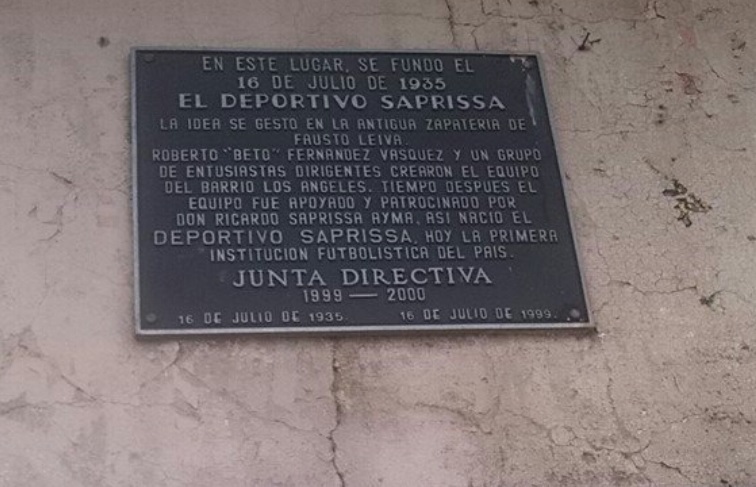 EN ESTE LUGAR, SE FUNDO EL
16 DE JULIO DE 1935
EL DEPORTIVO SAPRISSA
LA IDEA SE GESTO EN LA ANTIGUA ZAPATERIA DE
FAUSTO LEIVA.
ROBERTO "BETO" FERNANDEZ VASQUEZ Y UN GRUPO
DE ENTUSIASTAS DIRIGENTES CREARON EL EQUIPO
DEL BARRIO LOS ANGELES. TIEMPO DESPUES EL
EQUIPO FUE APOYADO Y PATROCINADO POR
DON RICARDO SAPRISSA AYMA, ASI NACIO EL
DEPORTIVO SAPRISSA, HOY LA PRIMERA
INSTITUCION FUTBOLISTICA DEL PAIS.
JUNTA DIRECTIVA
1999 — 2000
16 DE JULIO DE 1935. 16 DE JULIO DE 1999.